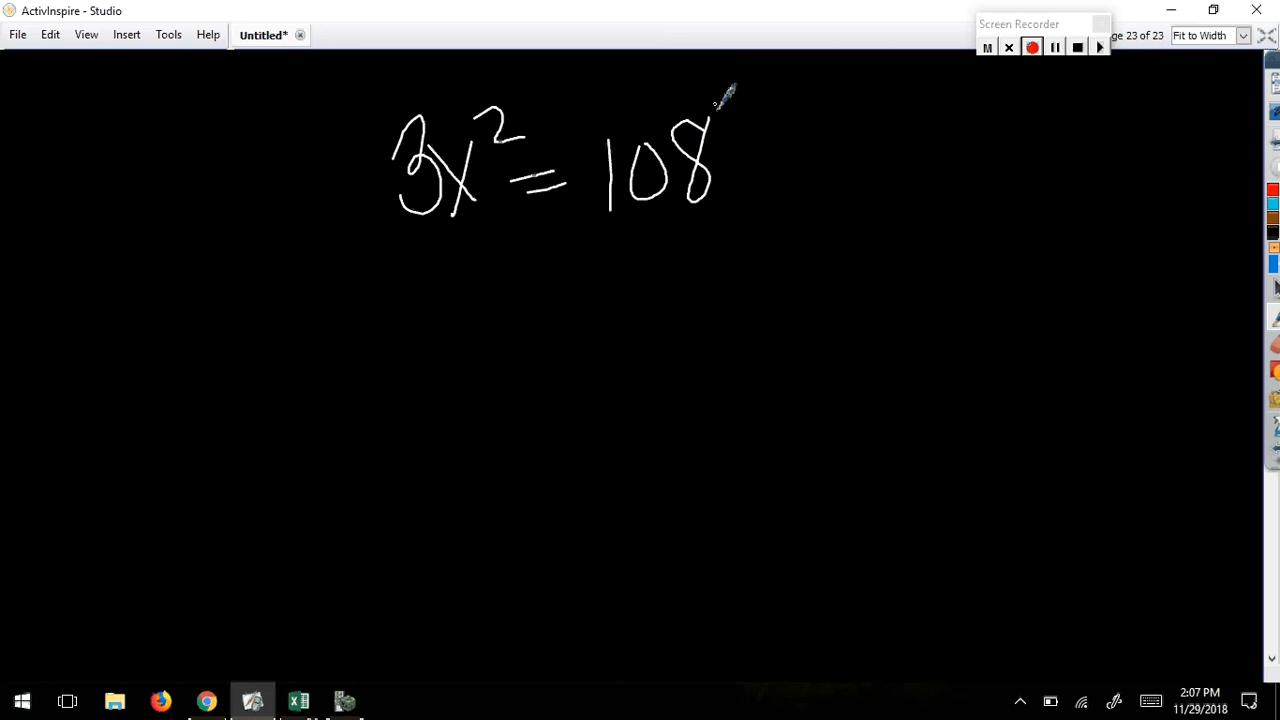 ActivInspire - Studio
Screen Recorder
File Edit View Insert Tools Help Untitled* ge 23 of 23 Fit to Width
M
3x² = 108
2:07 PM
11/29/2018